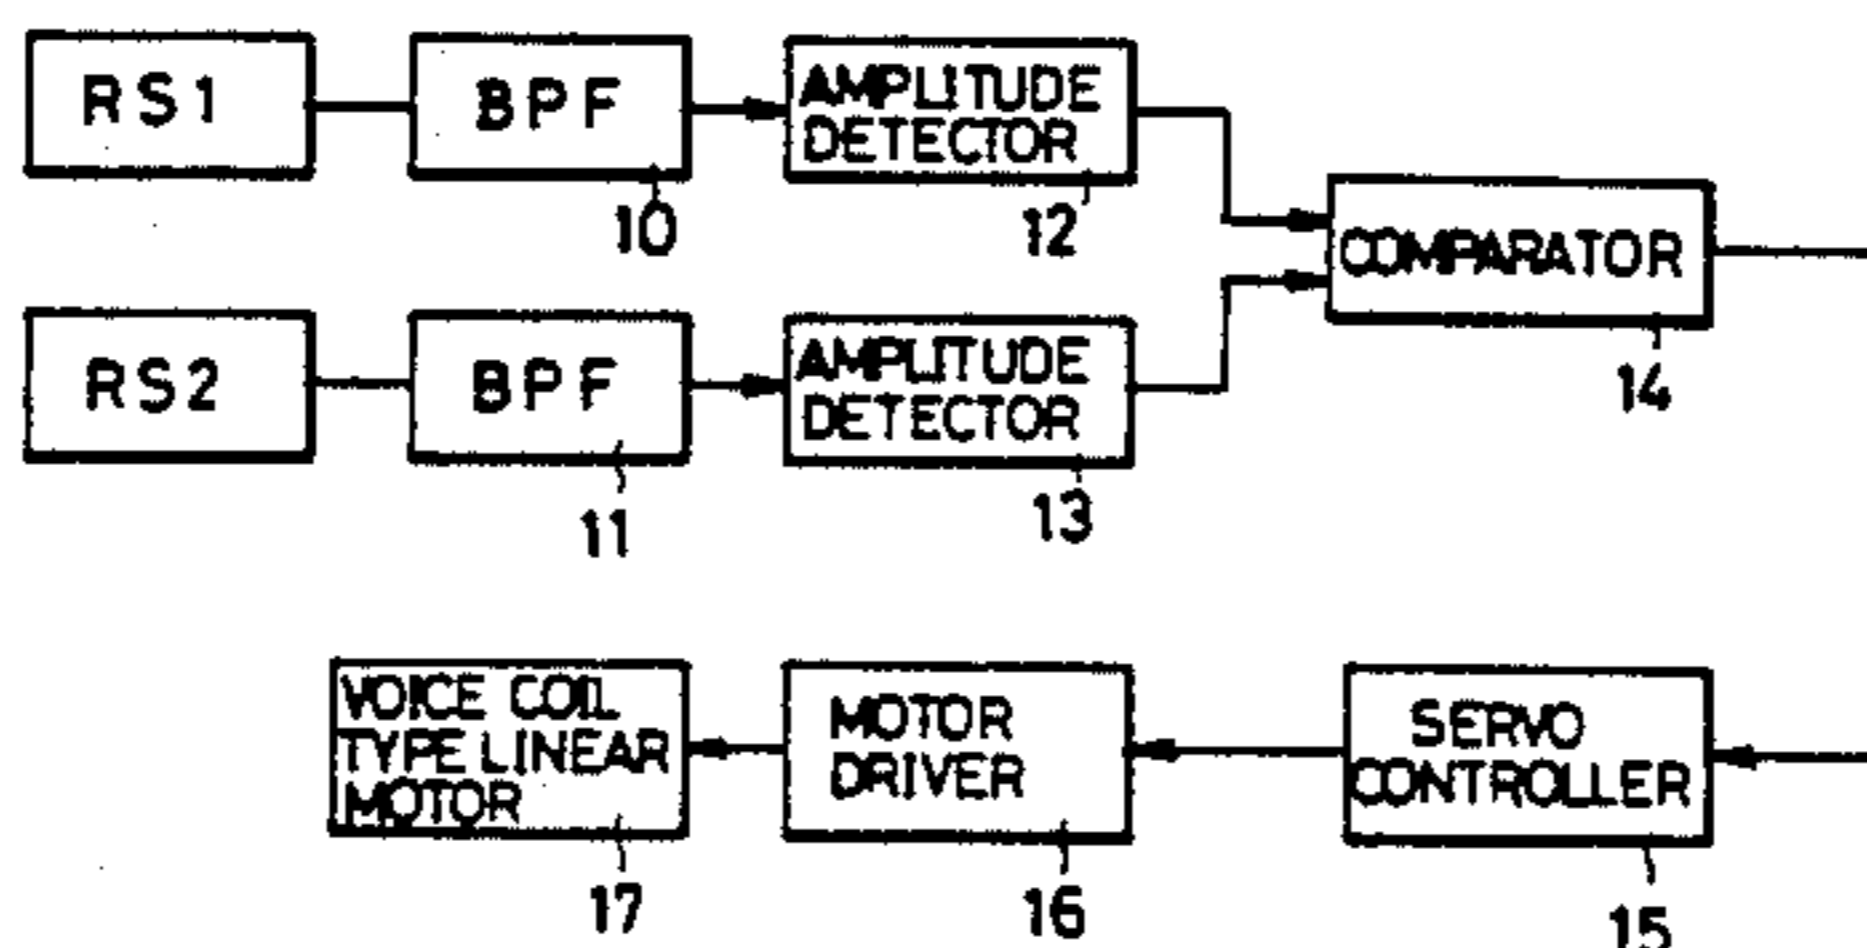 RS1
BPF
AMPLITUDE
DETECTOR
10
12
COMPARATOR
14
RS2
BPF
AMPLITUDE
DETECTOR
11
13
VOICE COIL
TYPE LINEAR
MOTOR
MOTOR
DRIVER
SERVO
CONTROLLER
17
16
15